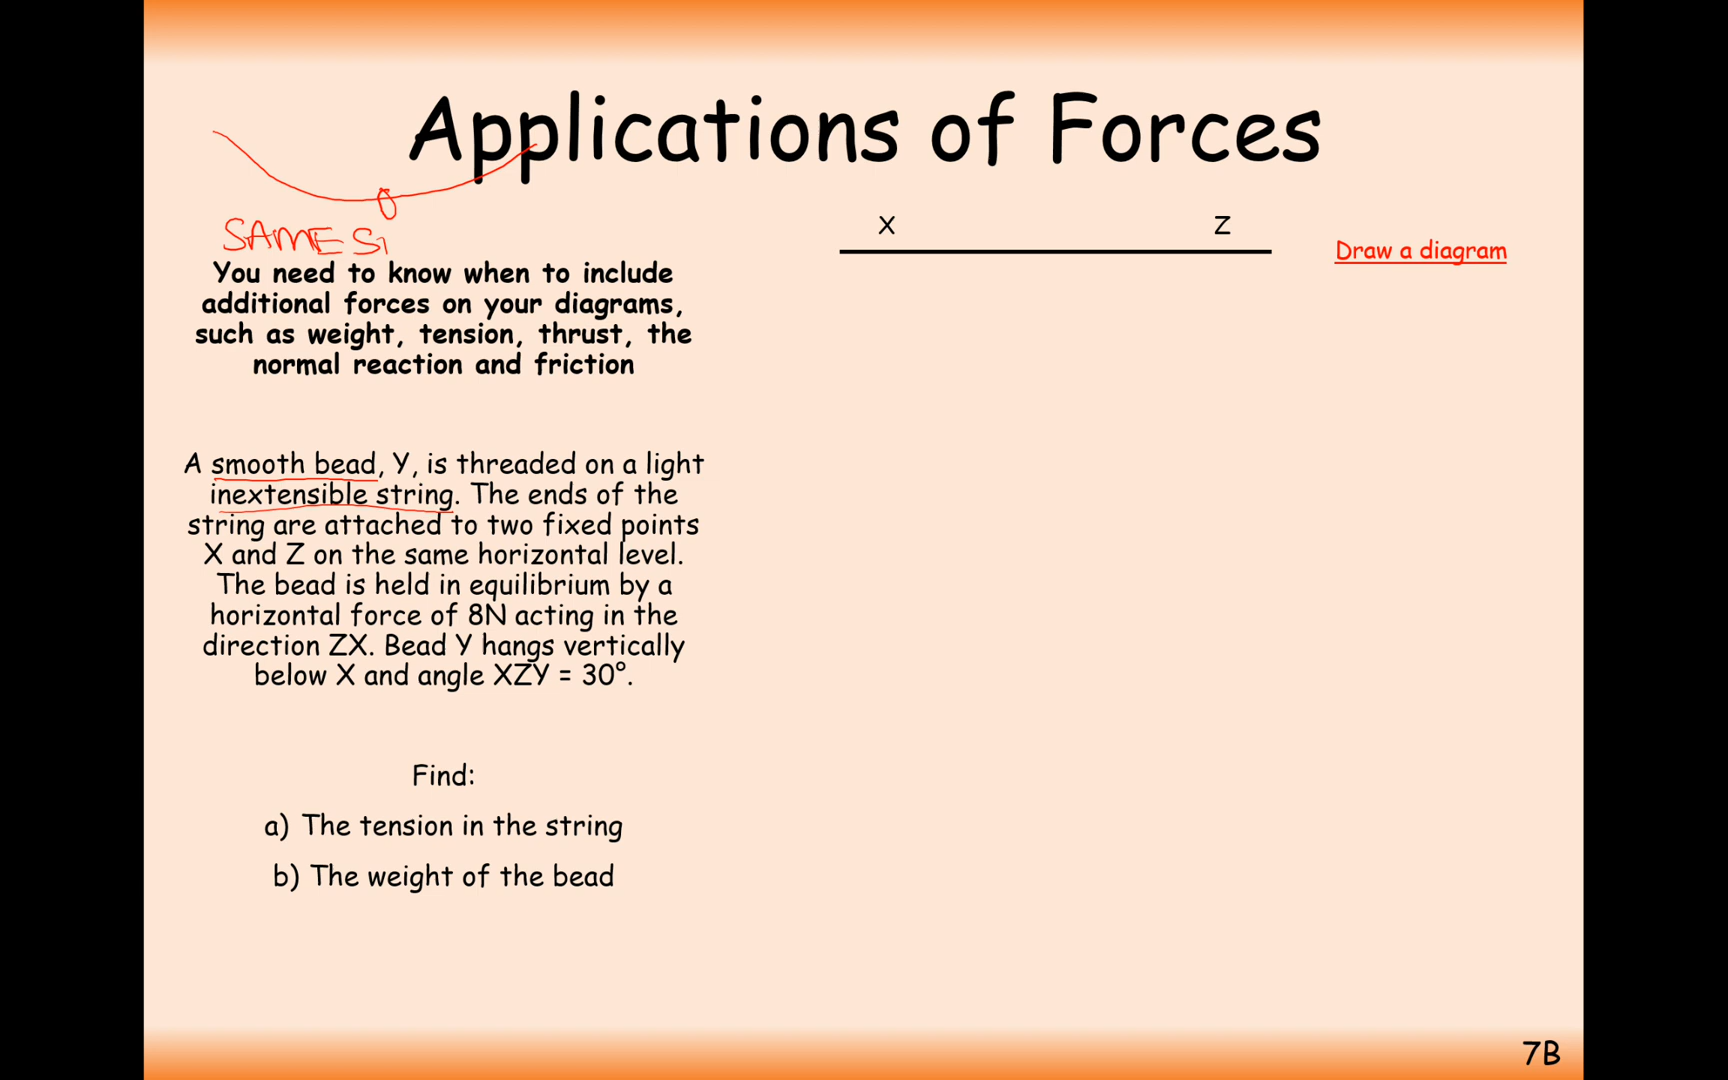 Applications of Forces
SAME
You need to know when to include
additional forces on your diagrams,
such as weight, tension, thrust, the
normal reaction and friction
A smooth bead, Y, is threaded on a light
inextensible string. The ends of the
string are attached to two fixed points
X and Z on the same horizontal level.
The bead is held in equilibrium by a
horizontal force of 8N acting in the
direction ZX. Bead Y hangs vertically
below X and angle XZY = 30°.
Find:
a) The tension in the string
b) The weight of the bead
X
Z
Draw a diagram
7B